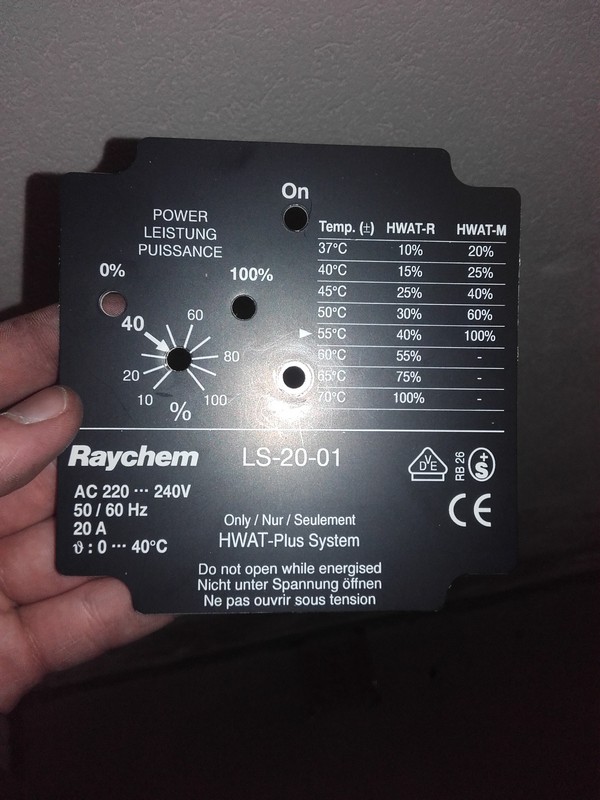 On
POWER
LEISTUNG
PUISSANCE
0%
100%
40
60
80
20
10
100
%
Temp. (±) HWAT-R HWAT-M
37°C 10% 20%
40°C 15% 25%
45°C 25% 40%
50°C 30% 60%
55°C 40% 100%
60°C 55% -
65°C 75% -
70°C 100% -
Raychem LS-20-01
DVE
RB 26
S
CE
AC 220 ··· 240V
50 / 60 Hz
20 A
ϑ : 0 ··· 40°C
Only / Nur / Seulement
HWAT-Plus System
Do not open while energised
Nicht unter Spannung öffnen
Ne pas ouvrir sous tension